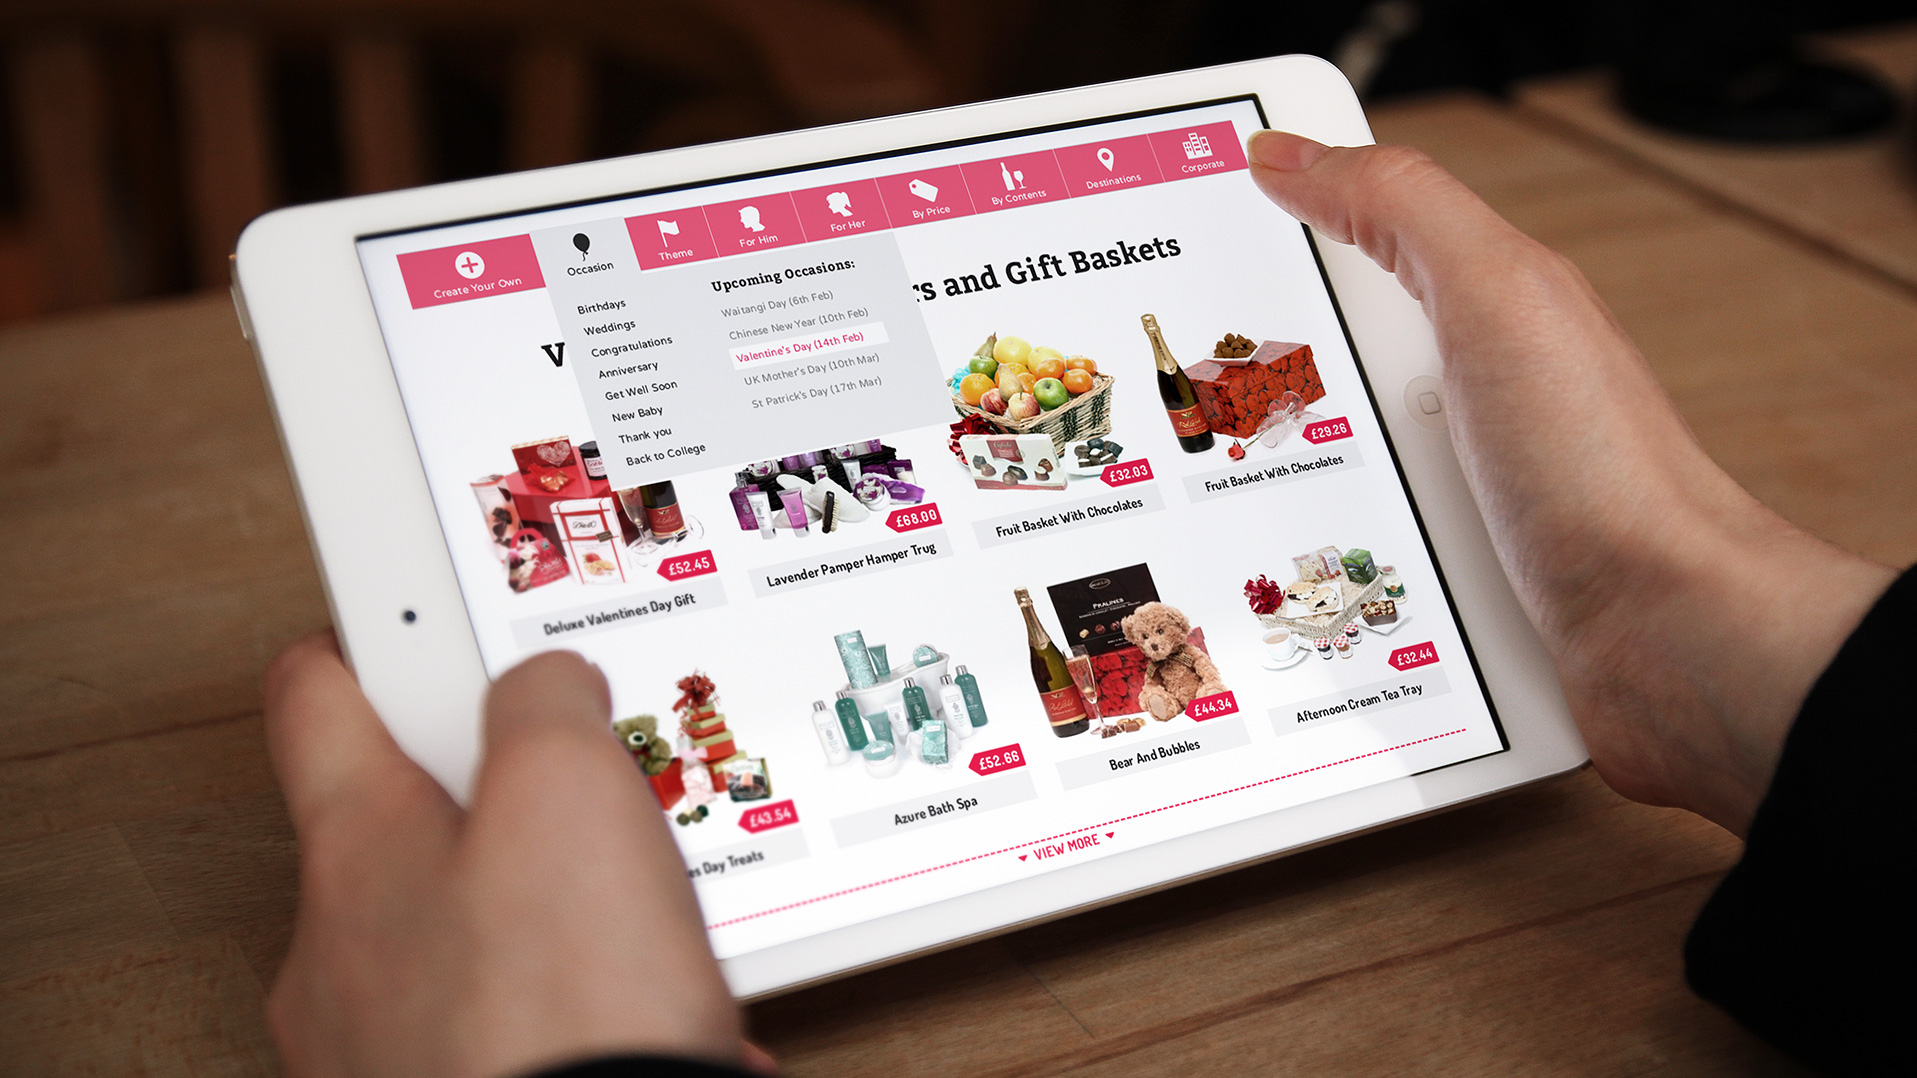 Create Your Own
Occasion
Theme
For Him
For Her
By Price
By Contents
Destinations
Corporate
Birthdays
Weddings
Congratulations
Anniversary
Get Well Soon
New Baby
Thank you
Back to College
Upcoming Occasions:
Waitangi Day (6th Feb)
Chinese New Year (10th Feb)
Valentine's Day (14th Feb)
UK Mother's Day (10th Mar)
St Patrick's Day (17th Mar)
V
rs and Gift Baskets
£52.45
Deluxe Valentines Day Gift
£68.00
Lavender Pamper Hamper Trug
£32.03
Fruit Basket With Chocolates
£29.26
Fruit Basket With Chocolates
£43.54
es Day Treats
£52.66
Azure Bath Spa
PRALINES
£44.34
Bear And Bubbles
£32.44
Afternoon Cream Tea Tray
VIEW MORE